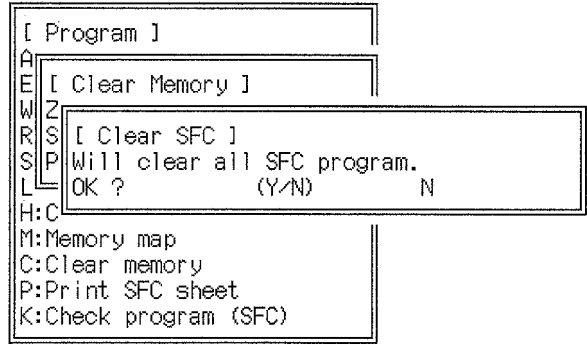 [ Program ]
A
E [ Clear Memory ]
W Z
R S [ Clear SFC ]
S P Will clear all SFC program.
L OK ? (Y/N) N
H:C
M:Memory map
C:Clear memory
P:Print SFC sheet
K:Check program (SFC)